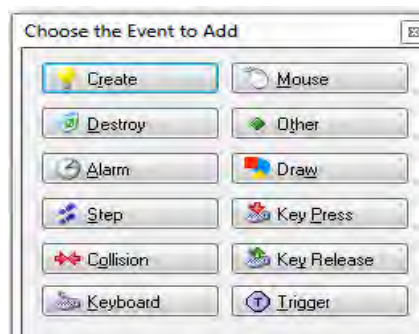 Choose the Event to Add
Create
Mouse
Destroy
Other
Alarm
Draw
Step
Key Press
Collision
Key Release
Keyboard
Trigger